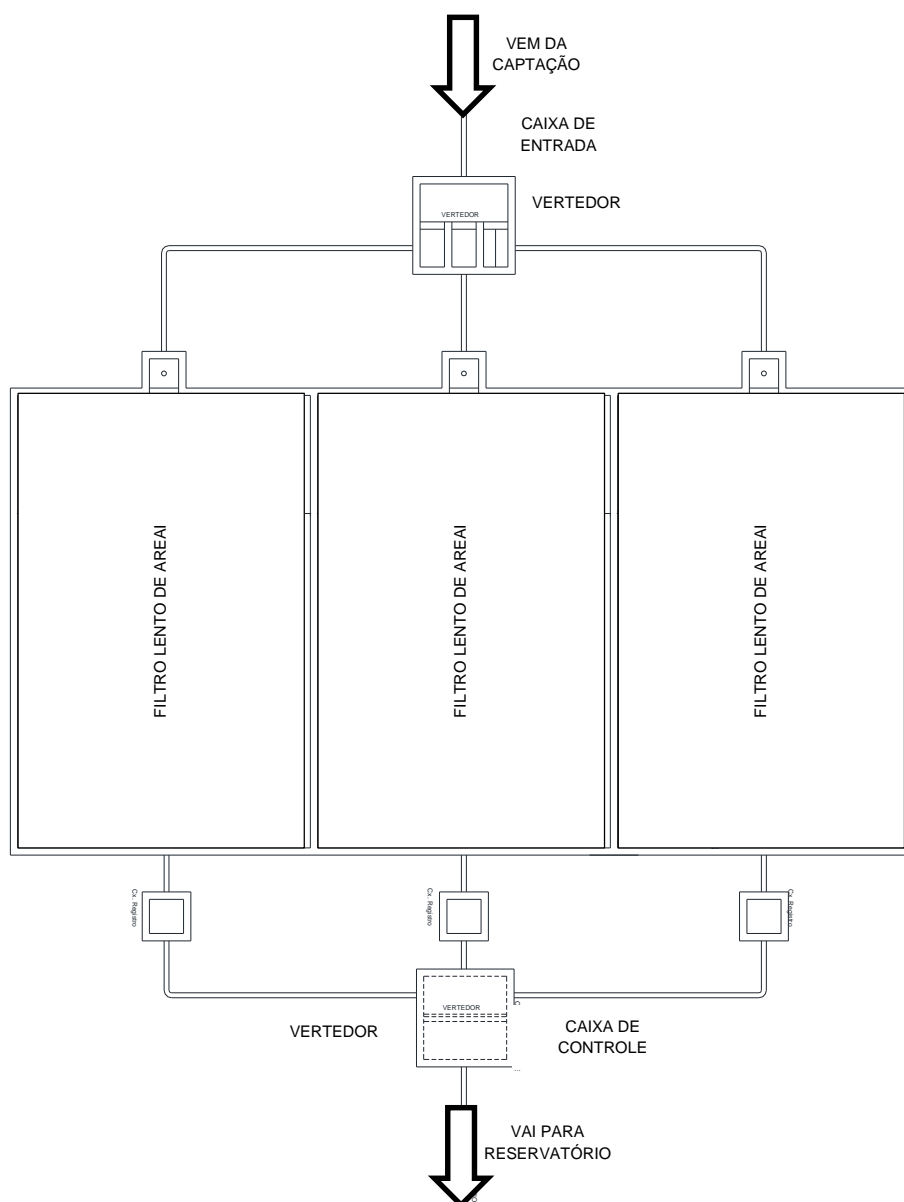 VEM DA
CAPTAÇÃO
CAIXA DE
ENTRADA
VERTEDOR
VERTEDOR
FILTRO LENTO DE AREAI
FILTRO LENTO DE AREAI
FILTRO LENTO DE AREAI
Cx. Registro
Cx. Registro
Cx. Registro
VERTEDOR
VERTEDOR
CAIXA DE
CONTROLE
VAI PARA
RESERVATÓRIO